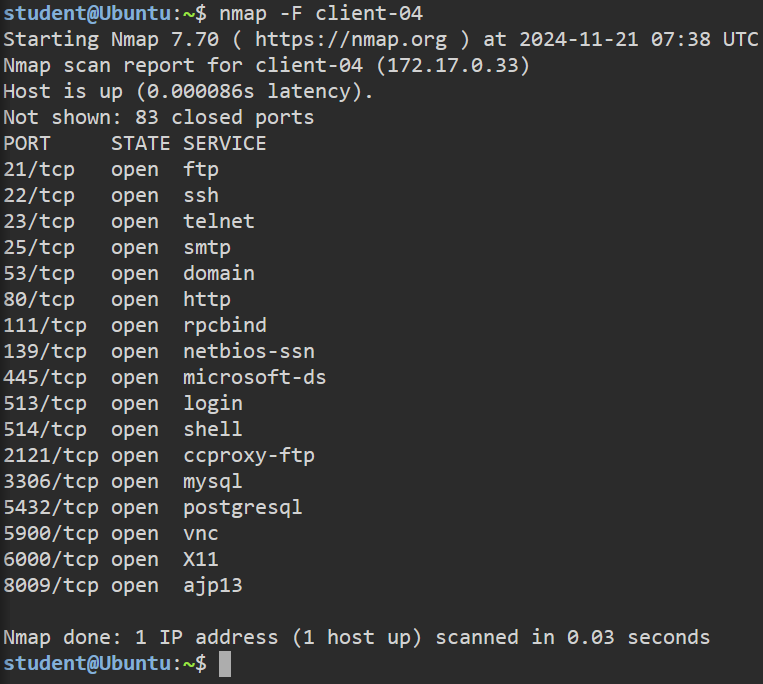 student@Ubuntu:~$ nmap -F client-04
Starting Nmap 7.70 ( https://nmap.org ) at 2024-11-21 07:38 UTC
Nmap scan report for client-04 (172.17.0.33)
Host is up (0.000086s latency).
Not shown: 83 closed ports
PORT     STATE SERVICE
21/tcp   open  ftp
22/tcp   open  ssh
23/tcp   open  telnet
25/tcp   open  smtp
53/tcp   open  domain
80/tcp   open  http
111/tcp  open  rpcbind
139/tcp  open  netbios-ssn
445/tcp  open  microsoft-ds
513/tcp  open  login
514/tcp  open  shell
2121/tcp open  ccproxy-ftp
3306/tcp open  mysql
5432/tcp open  postgresql
5900/tcp open  vnc
6000/tcp open  X11
8009/tcp open  ajp13
Nmap done: 1 IP address (1 host up) scanned in 0.03 seconds
student@Ubuntu:~$